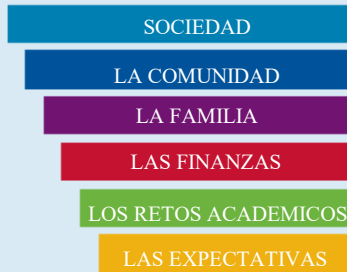 SOCIEDAD
LA COMUNIDAD
LA FAMILIA
LAS FINANZAS
LOS RETOS ACADEMICOS
LAS EXPECTATIVAS